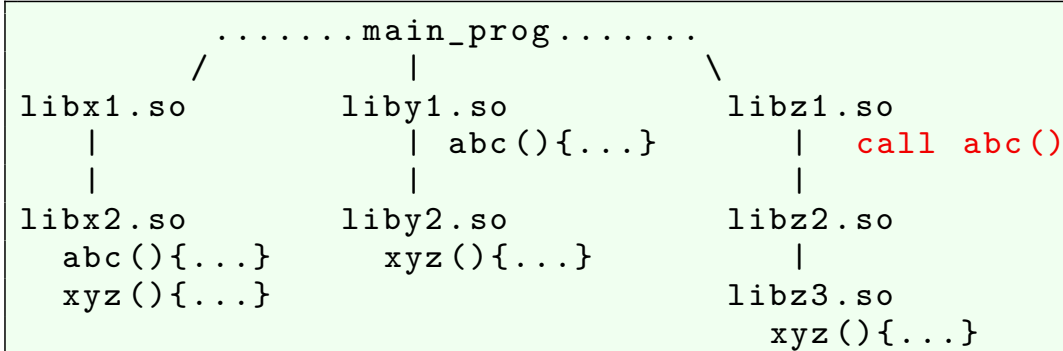 .......main_prog.......
/ | \
libx1.so liby1.so libz1.so
| | abc(){...} | call abc()
| | |
libx2.so liby2.so libz2.so
abc(){...} xyz(){...} |
xyz(){...} libz3.so
xyz(){...}